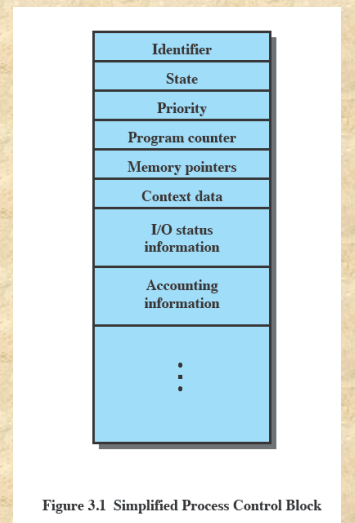 Identifier
State
Priority
Program counter
Memory pointers
Context data
I/O status
information
Accounting
information
Figure 3.1 Simplified Process Control Block